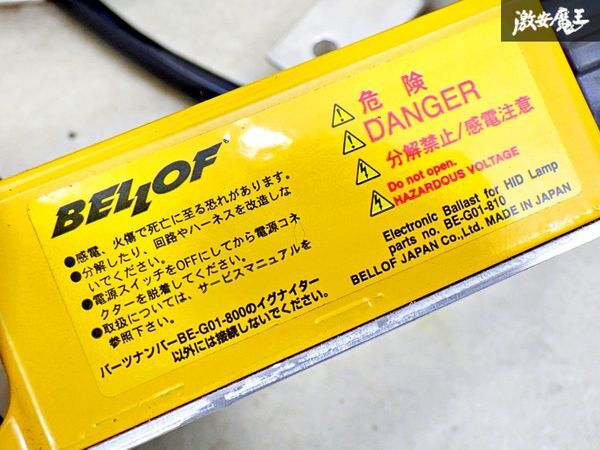 激安魔王
BELLOF
●感電、火傷で死亡に至る恐れがあります。
●分解したり、回路やハーネスを改造しな
いでください。
●電源スイッチをOFFにしてから電源コネ
クターを脱着してください。
●取扱については、サービスマニュアルを
参照下さい。
パーツナンバーBE-G01-800のイグナイター
以外には接続しないでください。
危険
DANGER
分解禁止/感電注意
Do not open.
HAZARDOUS VOLTAGE
Electronic Ballast for HID Lamp
parts no. BE-G01-810
BELLOF JAPAN Co.,Ltd. MADE IN JAPAN